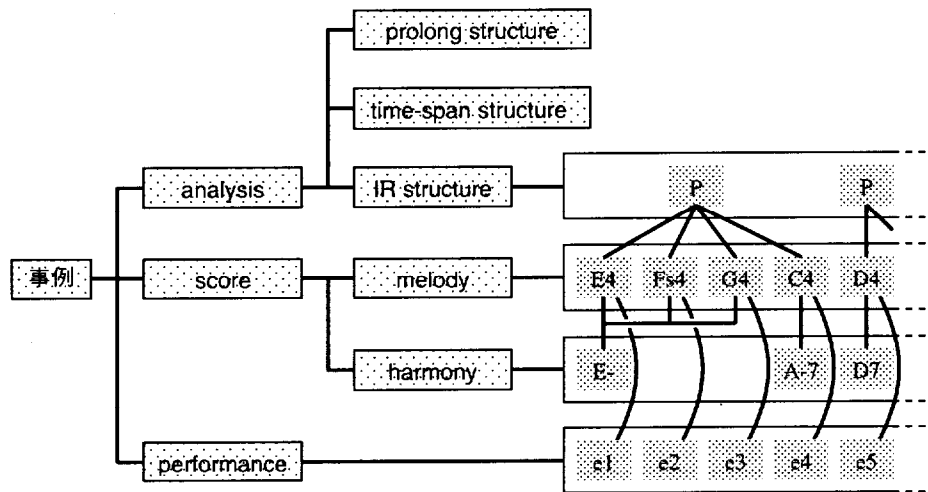 prolong structure
time-span structure
analysis
IR structure
P
P
事例
score
melody
E4
Fs4
G4
C4
D4
harmony
E-
A-7
D7
performance
e1
e2
e3
e4
e5